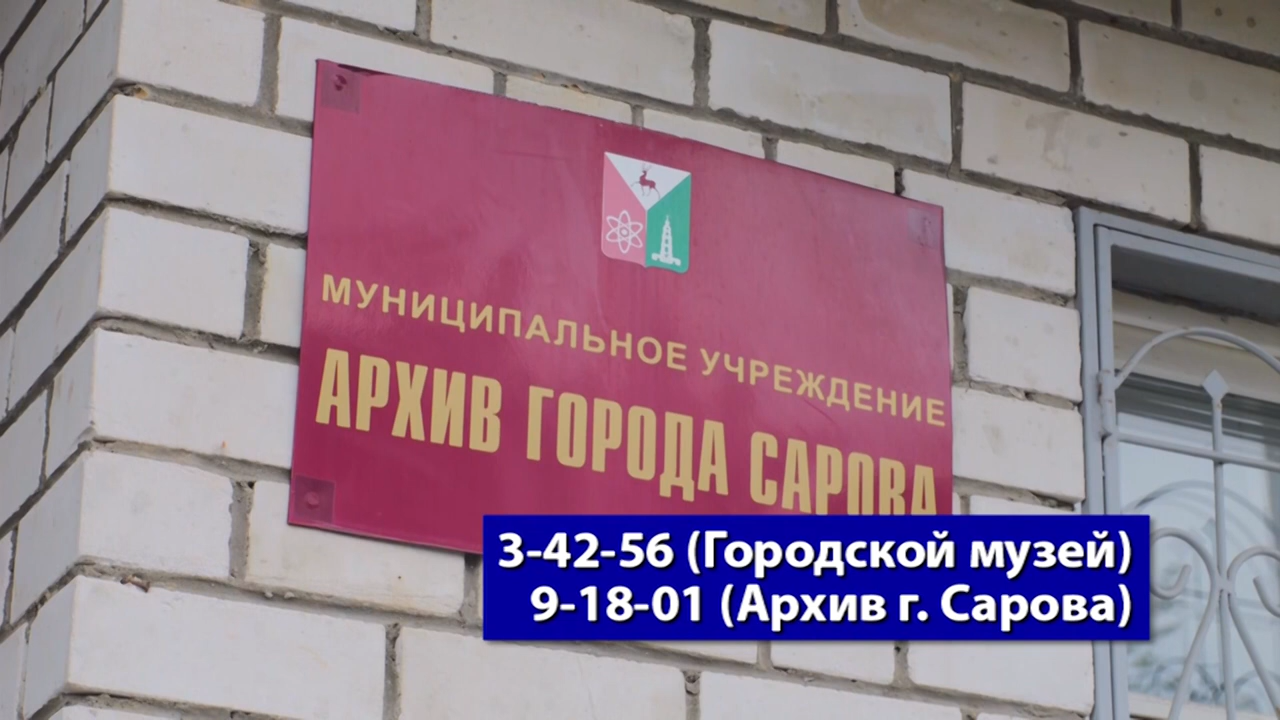 МУНИЦИПАЛЬНОЕ УЧРЕЖДЕНИЕ
АРХИВ ГОРОДА САРОВА
3-42-56 (Городской музей)
9-18-01 (Архив г. Сарова)